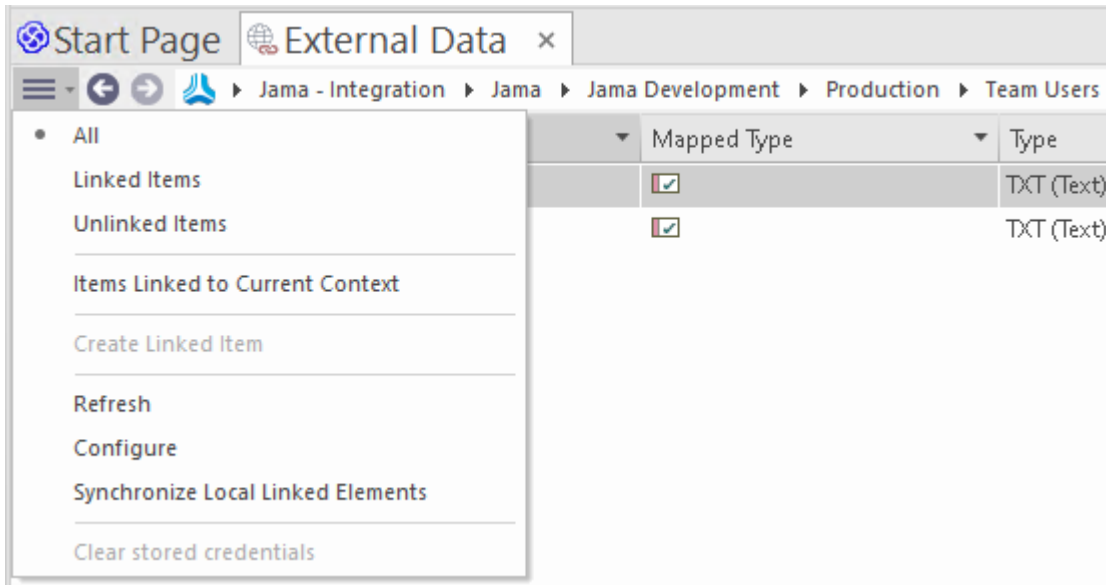 Start Page External Data ×
Jama - Integration Jama Jama Development Production Team Users
All Mapped Type Type
Linked Items TXT (Text)
Unlinked Items TXT (Text)
Items Linked to Current Context
Create Linked Item
Refresh
Configure
Synchronize Local Linked Elements
Clear stored credentials